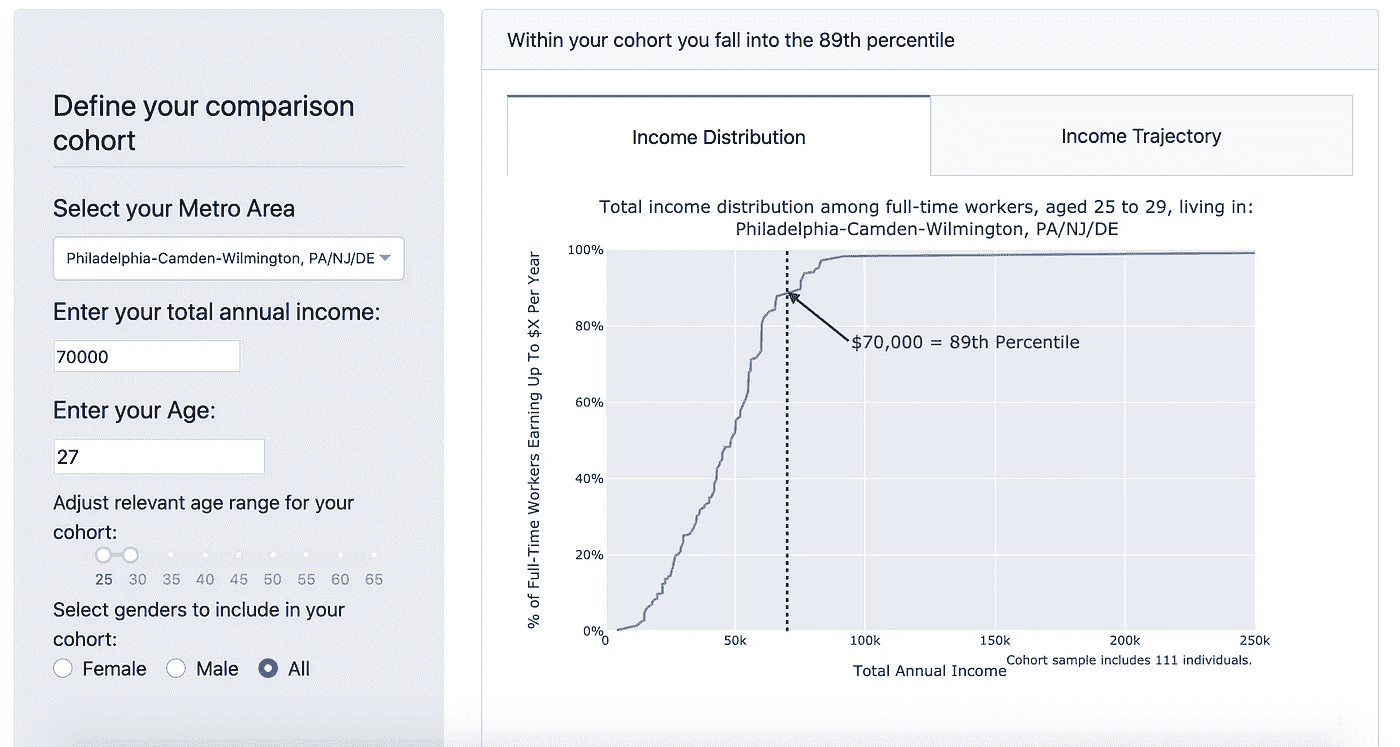 Define your comparison
cohort
Select your Metro Area
Philadelphia-Camden-Wilmington, PA/NJ/DE
Enter your total annual income:
70000
Enter your Age:
27
Adjust relevant age range for your
cohort:
25 30 35 40 45 50 55 60 65
Select genders to include in your
cohort:
Female Male All
Within your cohort you fall into the 89th percentile
Income Distribution
Income Trajectory
Total income distribution among full-time workers, aged 25 to 29, living in:
Philadelphia-Camden-Wilmington, PA/NJ/DE
% of Full-Time Workers Earning Up To $X Per Year
100%
80%
60%
40%
20%
0%
$70,000 = 89th Percentile
0 50k 100k 150k 200k 250k
Total Annual Income
Cohort sample includes 111 individuals.